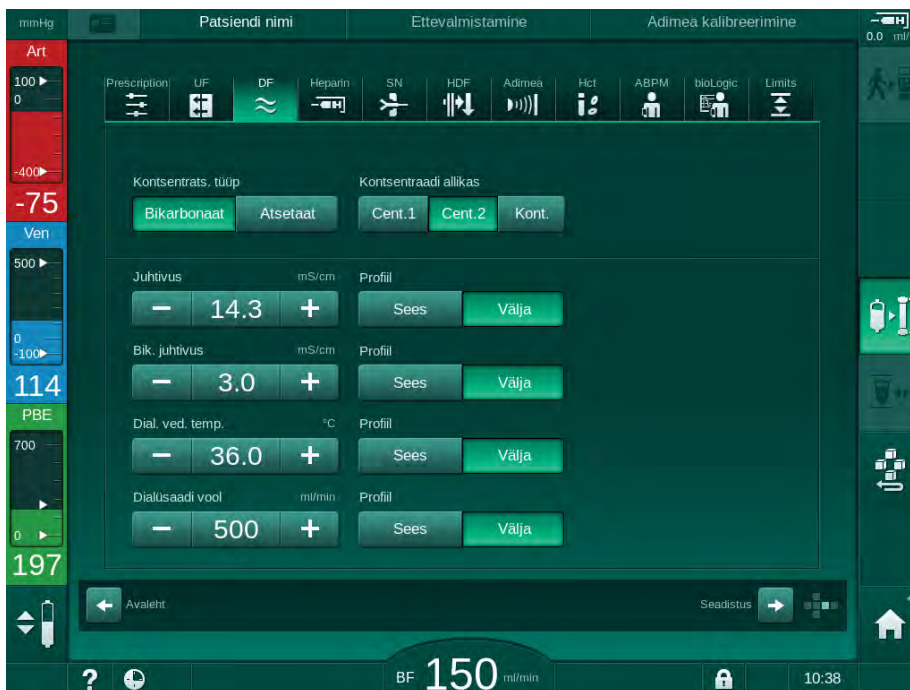 mmHg Patsiendi nimi Ettevalmistamine Adimea kalibreerimine
0.0 ml/
Art
100
0
-400
-75
Ven
500
0
-100
114
PBE
700
0
197
Prescription UF DF Heparin SN HDF Adimea Hct ABPM bioLogic Limits
Kontsentrats. tüüp Kontsentraadi allikas
Bikarbonaat Atsetaat Cent.1 Cent.2 Kont.
Juhtivus mS/cm Profiil
− 14.3 + Sees Välja
Bik. juhtivus mS/cm Profiil
− 3.0 + Sees Välja
Dial. ved. temp. °C Profiil
− 36.0 + Sees Välja
Dialüsaadi vool ml/min Profiil
− 500 + Sees Välja
Avaleht Seadistus
? BF 150 ml/min 10:38